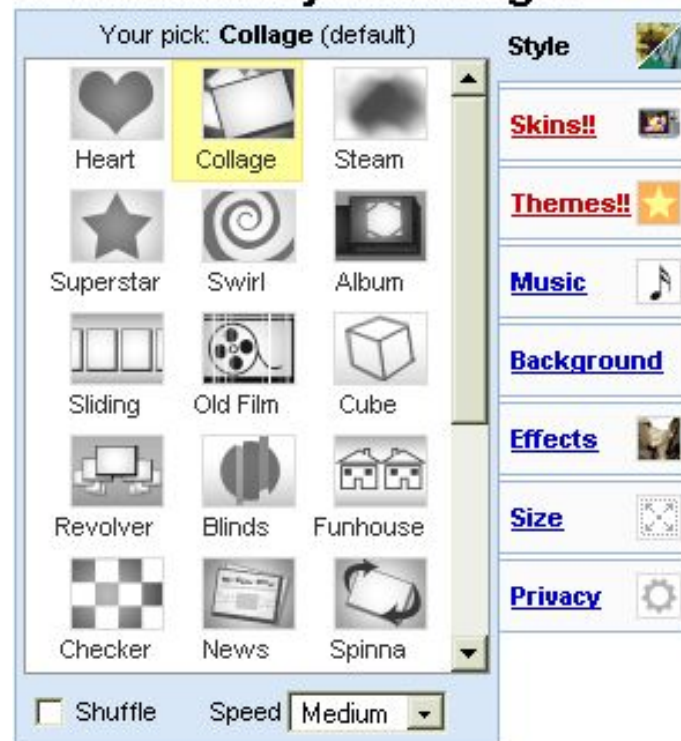 Your pick: Collage (default)
Heart Collage Steam
Superstar Swirl Album
Sliding Old Film Cube
Revolver Blinds Funhouse
Checker News Spinna
Shuffle Speed Medium
Style
Skins!!
Themes!!
Music
Background
Effects
Size
Privacy